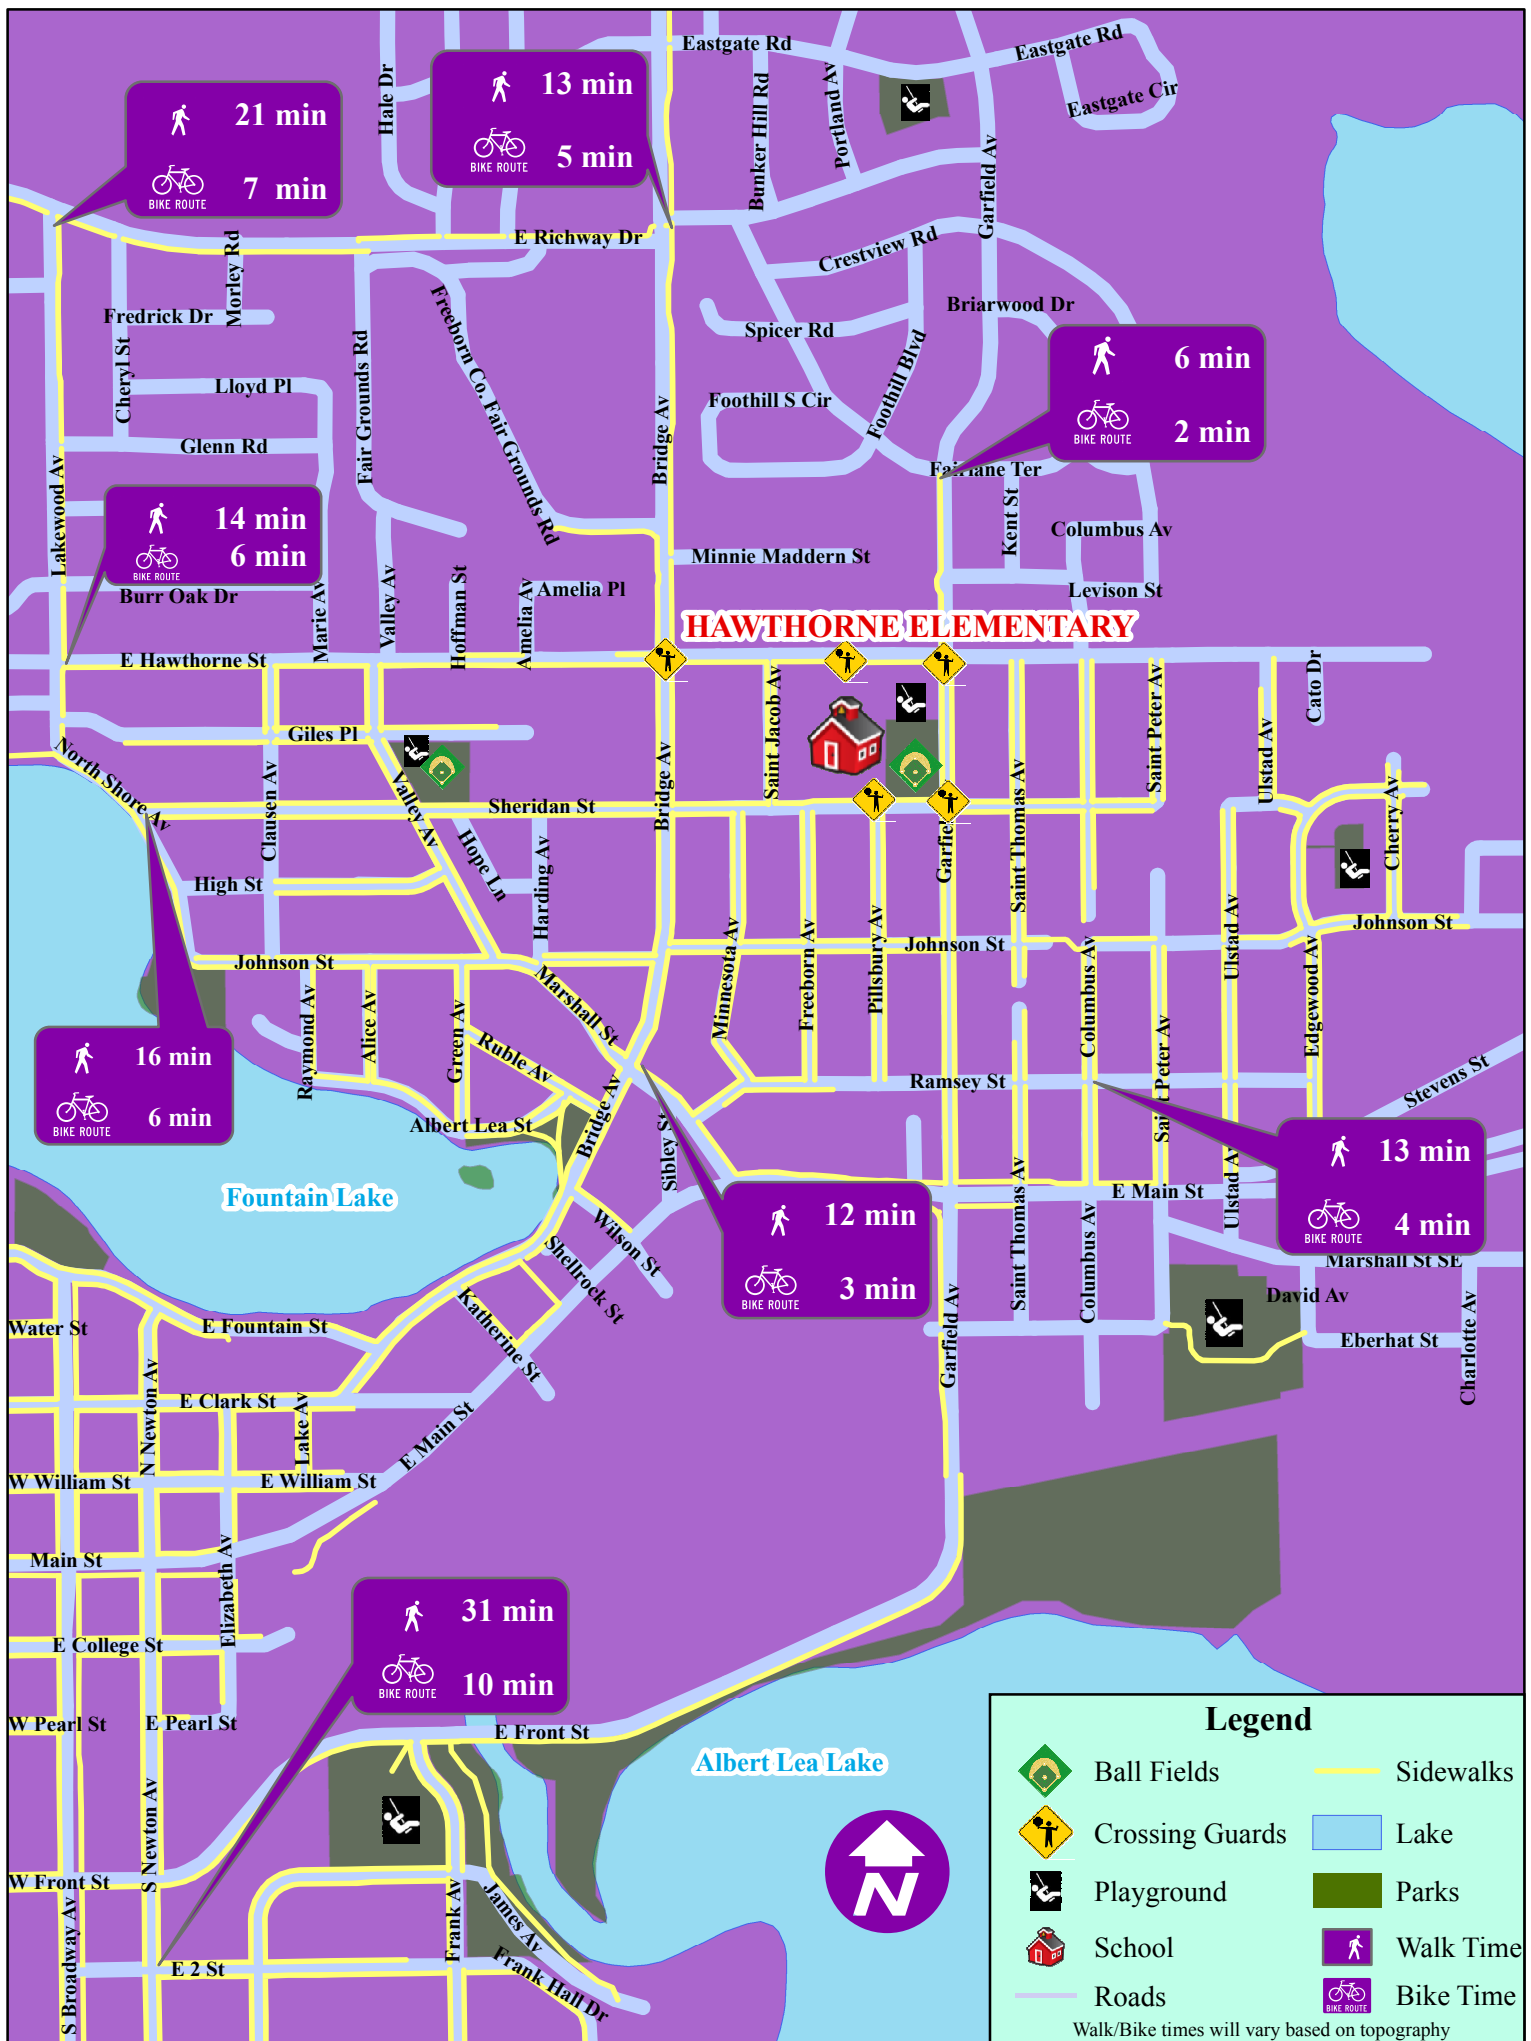 Eastgate Rd
Eastgate Rd
Eastgate Cir
Hale Dr
13 min
5 min
BIKE ROUTE
21 min
7 min
BIKE ROUTE
Bunker Hill Rd
Portland Av
Garfield Av
E Richway Dr
Morley Rd
Crestview Rd
Fredrick Dr
Freeborn Co. Fair Grounds Rd
Briarwood Dr
Spicer Rd
Cheryl St
Fair Grounds Rd
Foothill Blvd
6 min
2 min
BIKE ROUTE
Lloyd Pl
Foothill S Cir
Bridge Av
Glenn Rd
Fairlane Ter
Lakewood Av
Kent St
Columbus Av
14 min
6 min
BIKE ROUTE
Minnie Maddern St
Burr Oak Dr
Marie Av
Valley Av
Hoffman St
Amelia Av
Amelia Pl
Levison St
HAWTHORNE ELEMENTARY
E Hawthorne St
Saint Jacob Av
Saint Peter Av
Cato Dr
Giles Pl
North Shore Av
Clausen Av
Valley Av
Bridge Av
Saint Thomas Av
Ulstad Av
Sheridan St
Hope Ln
Harding Av
Garfiel
Cherry Av
High St
Johnson St
Johnson St
Johnson St
Marshall St
Minnesota Av
Freeborn Av
Pillsbury Av
Columbus Av
Ulstad Av
Edgewood Av
Raymond Av
Alice Av
Green Av
Ruble Av
16 min
6 min
BIKE ROUTE
Saint Peter Av
Ramsey St
Stevens St
Albert Lea St
Bridge Av
Sibley St
13 min
4 min
BIKE ROUTE
Fountain Lake
E Main St
Ulstad Av
12 min
3 min
BIKE ROUTE
Wilson St
Shellrock St
Saint Thomas Av
Columbus Av
Marshall St SE
David Av
Water St
E Fountain St
Katherine St
Garfield Av
Eberhat St
Charlotte Av
E Clark St
N Newton Av
Lake Av
E Main St
W William St
E William St
Main St
Elizabeth Av
E College St
31 min
10 min
BIKE ROUTE
W Pearl St
E Pearl St
E Front St
Albert Lea Lake
S Newton Av
W Front St
S Broadway Av
Frank Av
James Av
E 2 St
Frank Hall Dr
N
Legend
Ball Fields
Sidewalks
Crossing Guards
Lake
Playground
Parks
School
Walk Time
Roads
BIKE ROUTE
Bike Time
Walk/Bike times will vary based on topography